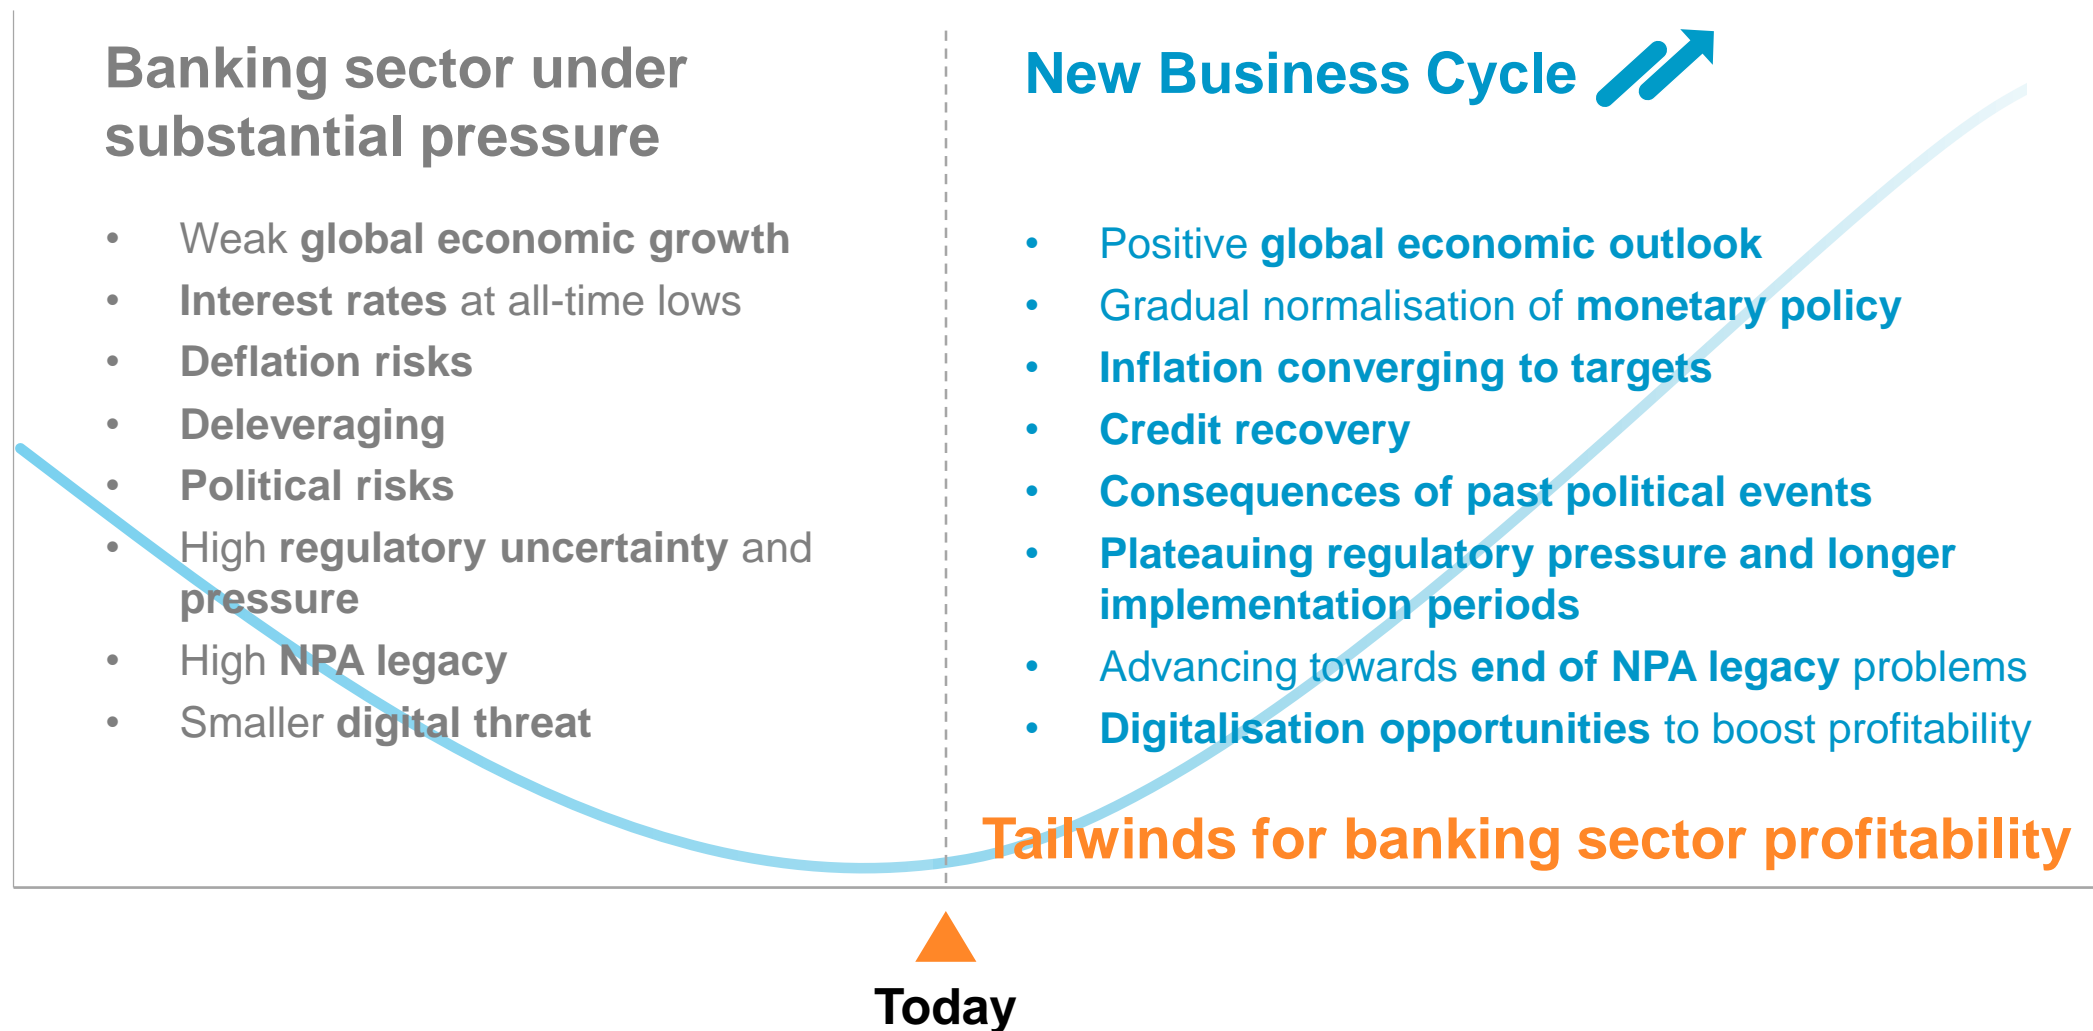 Banking sector under
substantial pressure
• Weak global economic growth
• Interest rates at all-time lows
• Deflation risks
• Deleveraging
• Political risks
• High regulatory uncertainty and
pressure
• High NPA legacy
• Smaller digital threat
New Business Cycle
• Positive global economic outlook
• Gradual normalisation of monetary policy
• Inflation converging to targets
• Credit recovery
• Consequences of past political events
• Plateauing regulatory pressure and longer
implementation periods
• Advancing towards end of NPA legacy problems
• Digitalisation opportunities to boost profitability
Tailwinds for banking sector profitability
Today